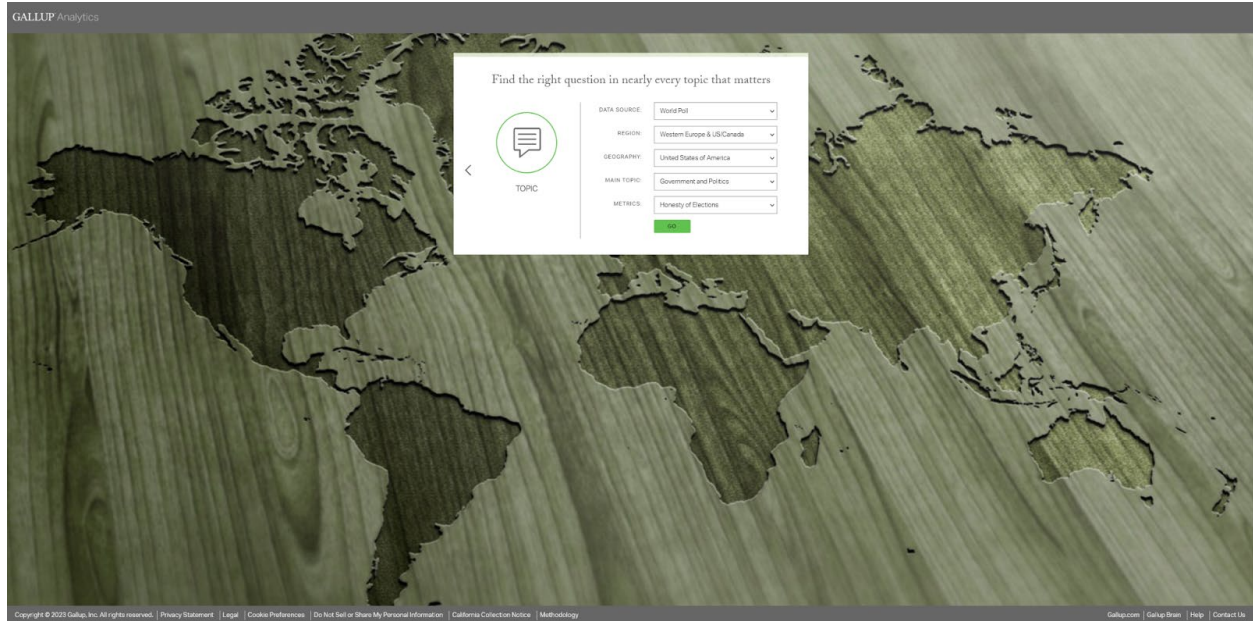 GALLUP Analytics
Find the right question in nearly every topic that matters
TOPIC
DATA SOURCE: World Poll
REGION: Western Europe & US/Canada
GEOGRAPHY: United States of America
MAIN TOPIC: Government and Politics
METRICS: Honesty of Elections
GO
Copyright © 2023 Gallup, Inc. All rights reserved. | Privacy Statement | Legal | Cookie Preferences | Do Not Sell or Share My Personal Information | California Collection Notice | Methodology
Gallup.com | Gallup Brain | Help | Contact Us